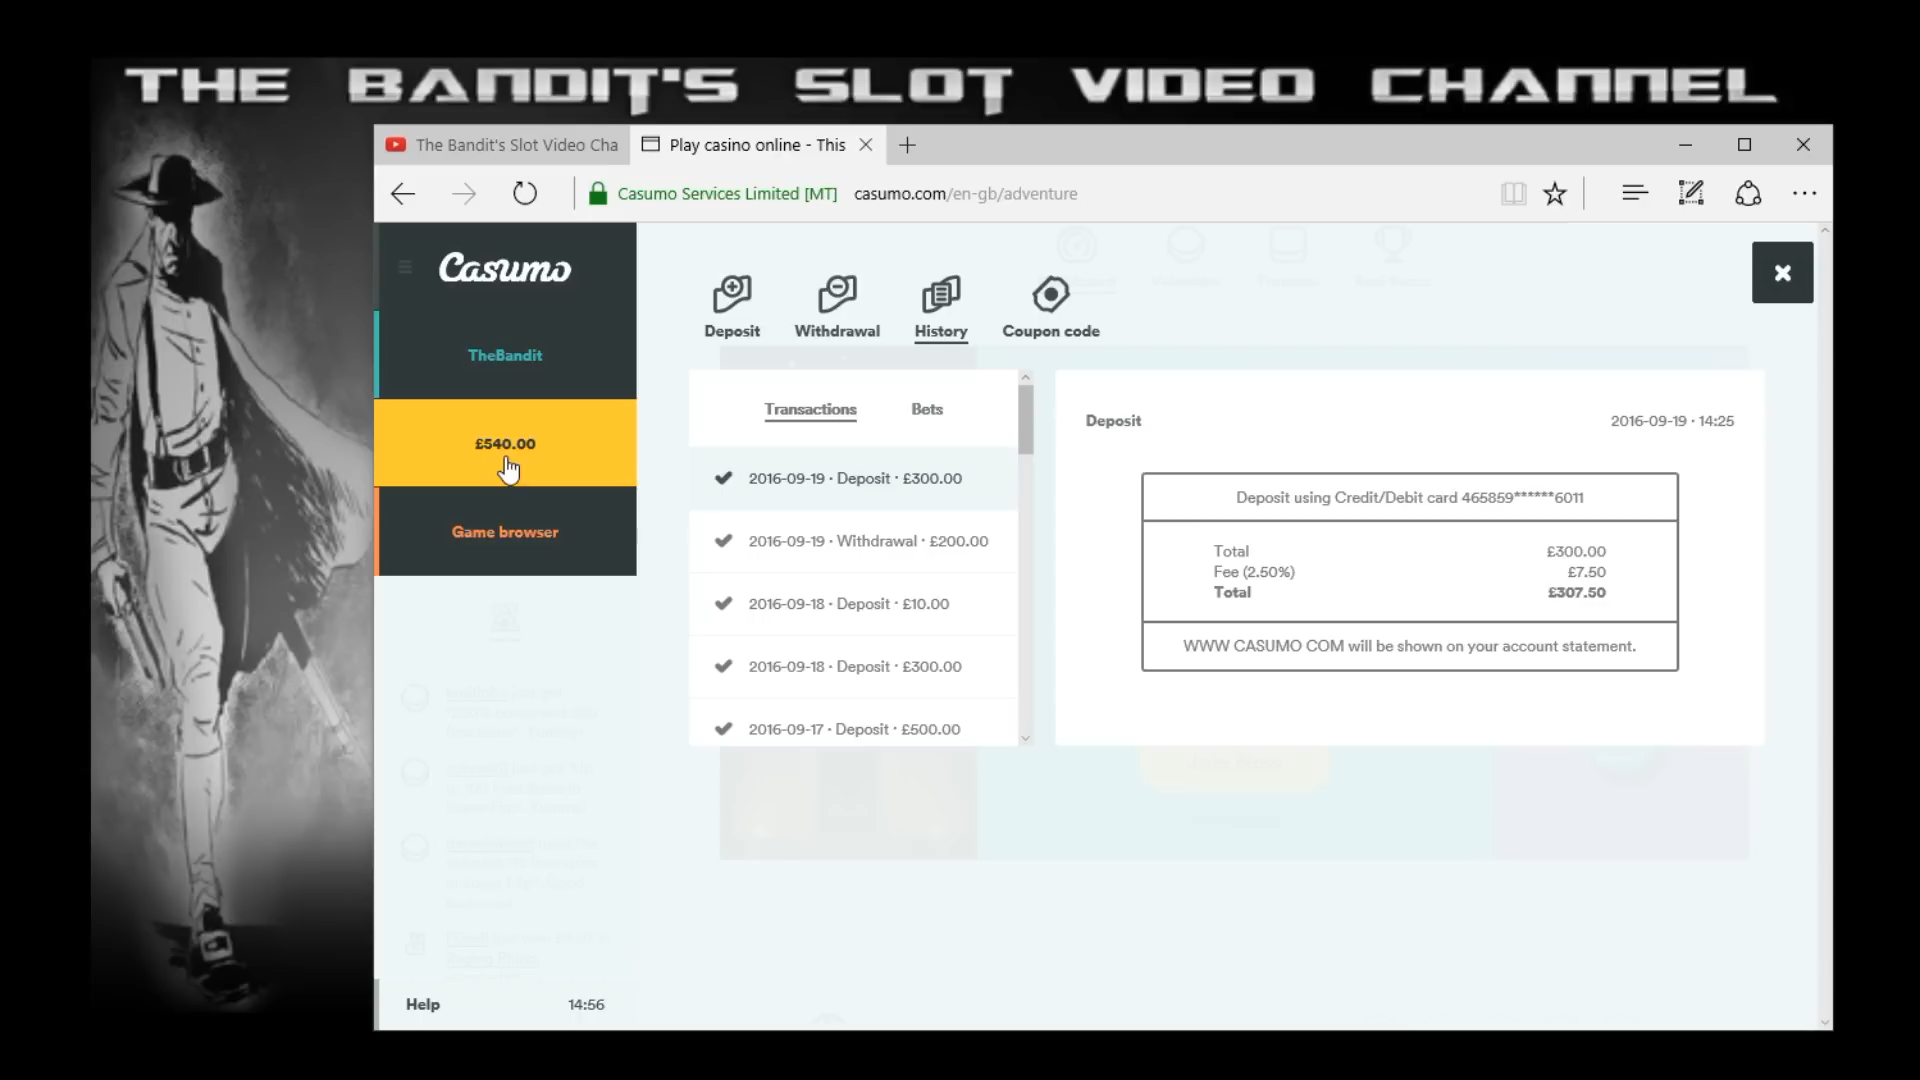 THE BANDIT'S SLOT VIDEO CHANNEL
The Bandit's Slot Video Cha
Play casino online - This
Casumo Services Limited [MT] casumo.com/en-gb/adventure
Casumo
TheBandit
£540.00
Game browser
Help 14:56
Deposit Withdrawal History Coupon code
Transactions Bets
2016-09-19 · Deposit · £300.00
2016-09-19 · Withdrawal · £200.00
2016-09-18 · Deposit · £10.00
2016-09-18 · Deposit · £300.00
2016-09-17 · Deposit · £500.00
Deposit 2016-09-19 · 14:25
Deposit using Credit/Debit card 465859******6011
Total £300.00
Fee (2.50%) £7.50
Total £307.50
WWW CASUMO COM will be shown on your account statement.